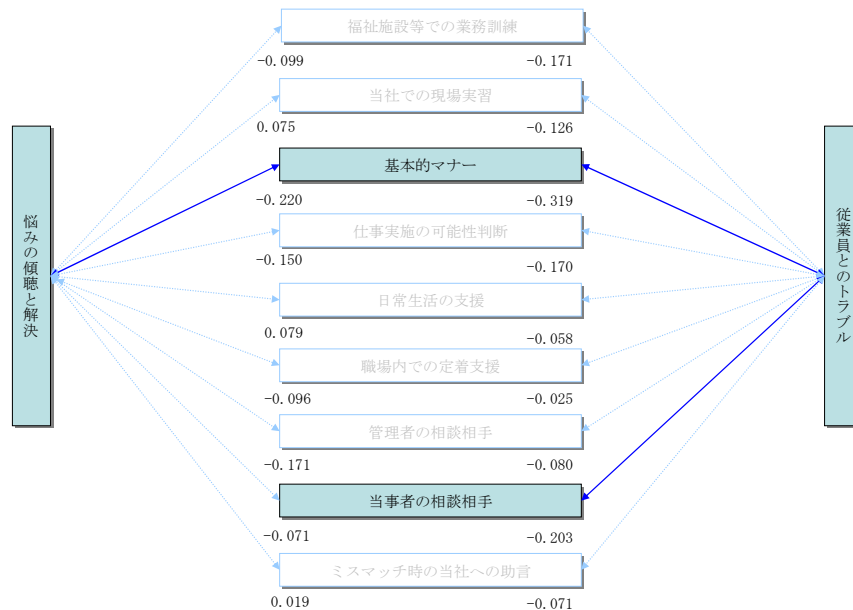 福祉施設等での業務訓練
-0.099
-0.171
当社での現場実習
0.075
-0.126
基本的マナー
-0.220
-0.319
仕事実施の可能性判断
-0.150
-0.170
日常生活の支援
0.079
-0.058
職場内での定着支援
-0.096
-0.025
管理者の相談相手
-0.171
-0.080
当事者の相談相手
-0.071
-0.203
ミスマッチ時の当社への助言
0.019
-0.071
悩みの傾聴と解決
従業員とのトラブル